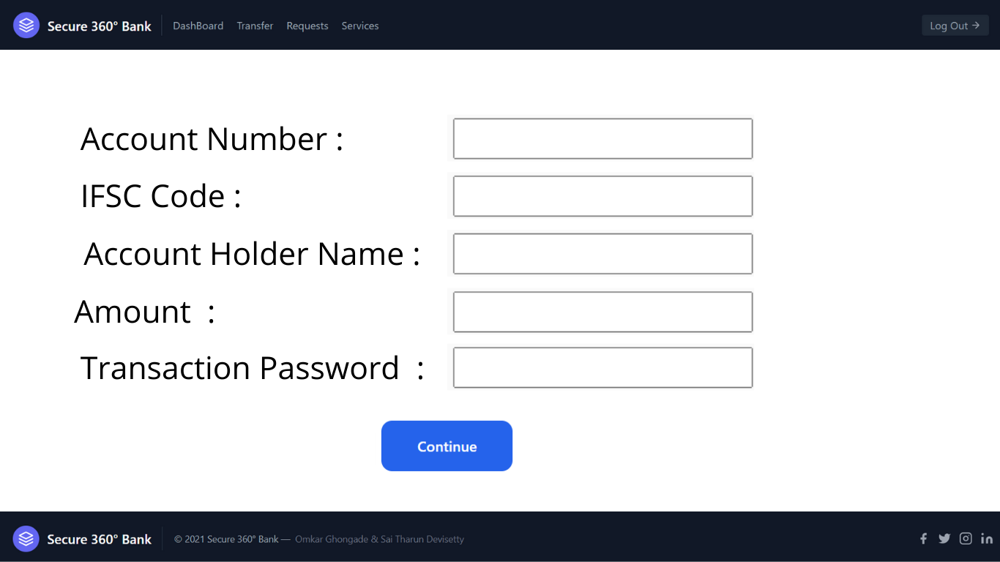 Secure 360° Bank DashBoard Transfer Requests Services Log Out →
Account Number :
IFSC Code :
Account Holder Name :
Amount :
Transaction Password :
Continue
Secure 360° Bank © 2021 Secure 360° Bank — Omkar Ghongade & Sai Tharun Devisetty